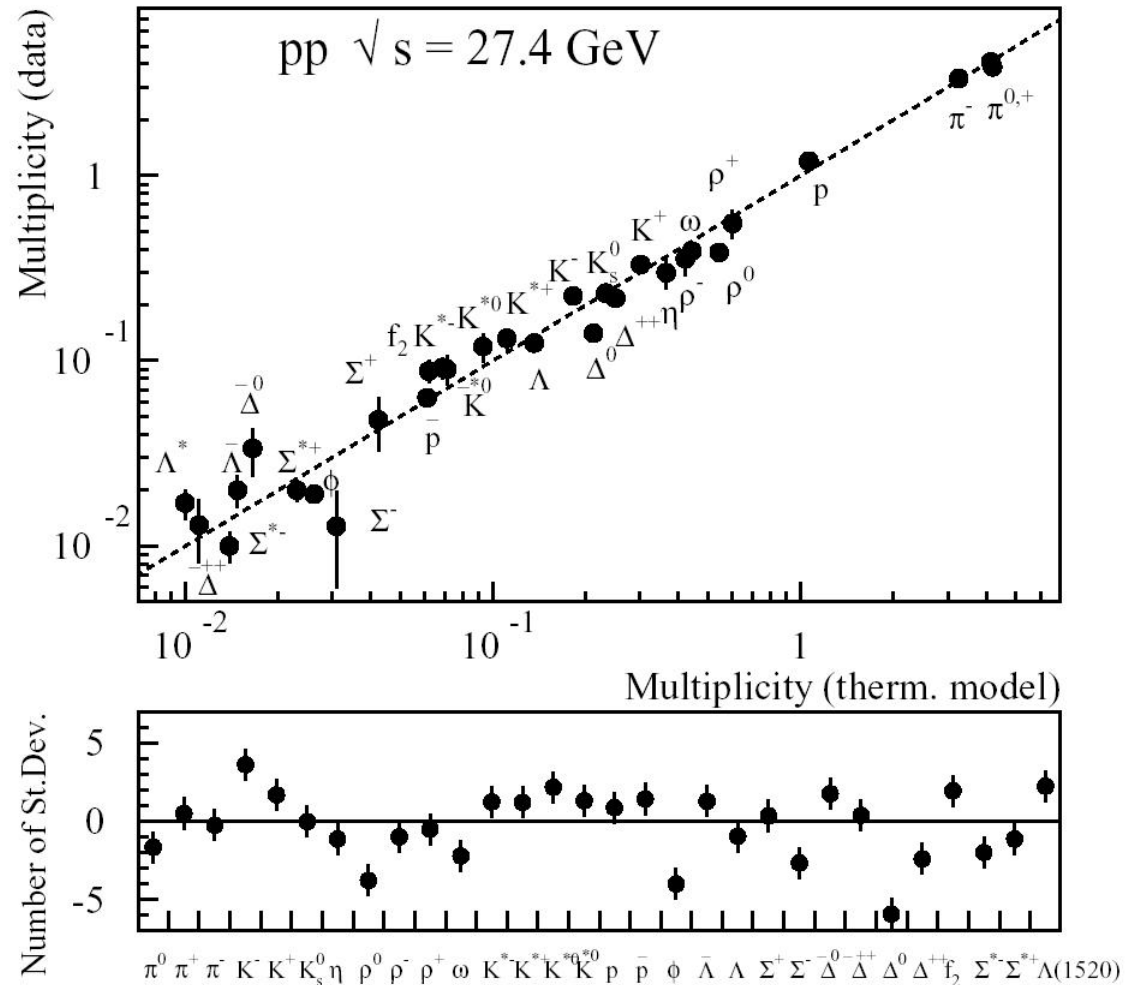 pp √ s = 27.4 GeV
Multiplicity (data)
1
10⁻¹
10⁻²
π⁻
π⁰,⁺
p
ρ⁺
ω
K⁺
K⁰ₛ
K⁻
ρ⁰
ρ⁻
η
Δ⁺⁺
Δ⁰
K*⁺
K*⁰
K*⁻
f₂
Λ
K̄*⁰
p̄
Σ⁺
Δ̄⁰
Λ*
Λ̄
Σ*⁺
ϕ
Σ⁻
Σ*⁻
Δ̄⁺⁺
10⁻²
10⁻¹
1
Multiplicity (therm. model)
Number of St.Dev.
5
0
-5
π⁰ π⁺ π⁻ K⁻ K⁺ K⁰ₛ η ρ⁰ ρ⁻ ρ⁺ ω K*⁻ K*⁺ K*⁰ K̄*⁰ p p̄ ϕ Λ̄ Λ Σ⁺ Σ⁻ Δ̄⁰ Δ̄⁺⁺ Δ⁰ Δ⁺⁺ f₂ Σ*⁻ Σ*⁺ Λ(1520)